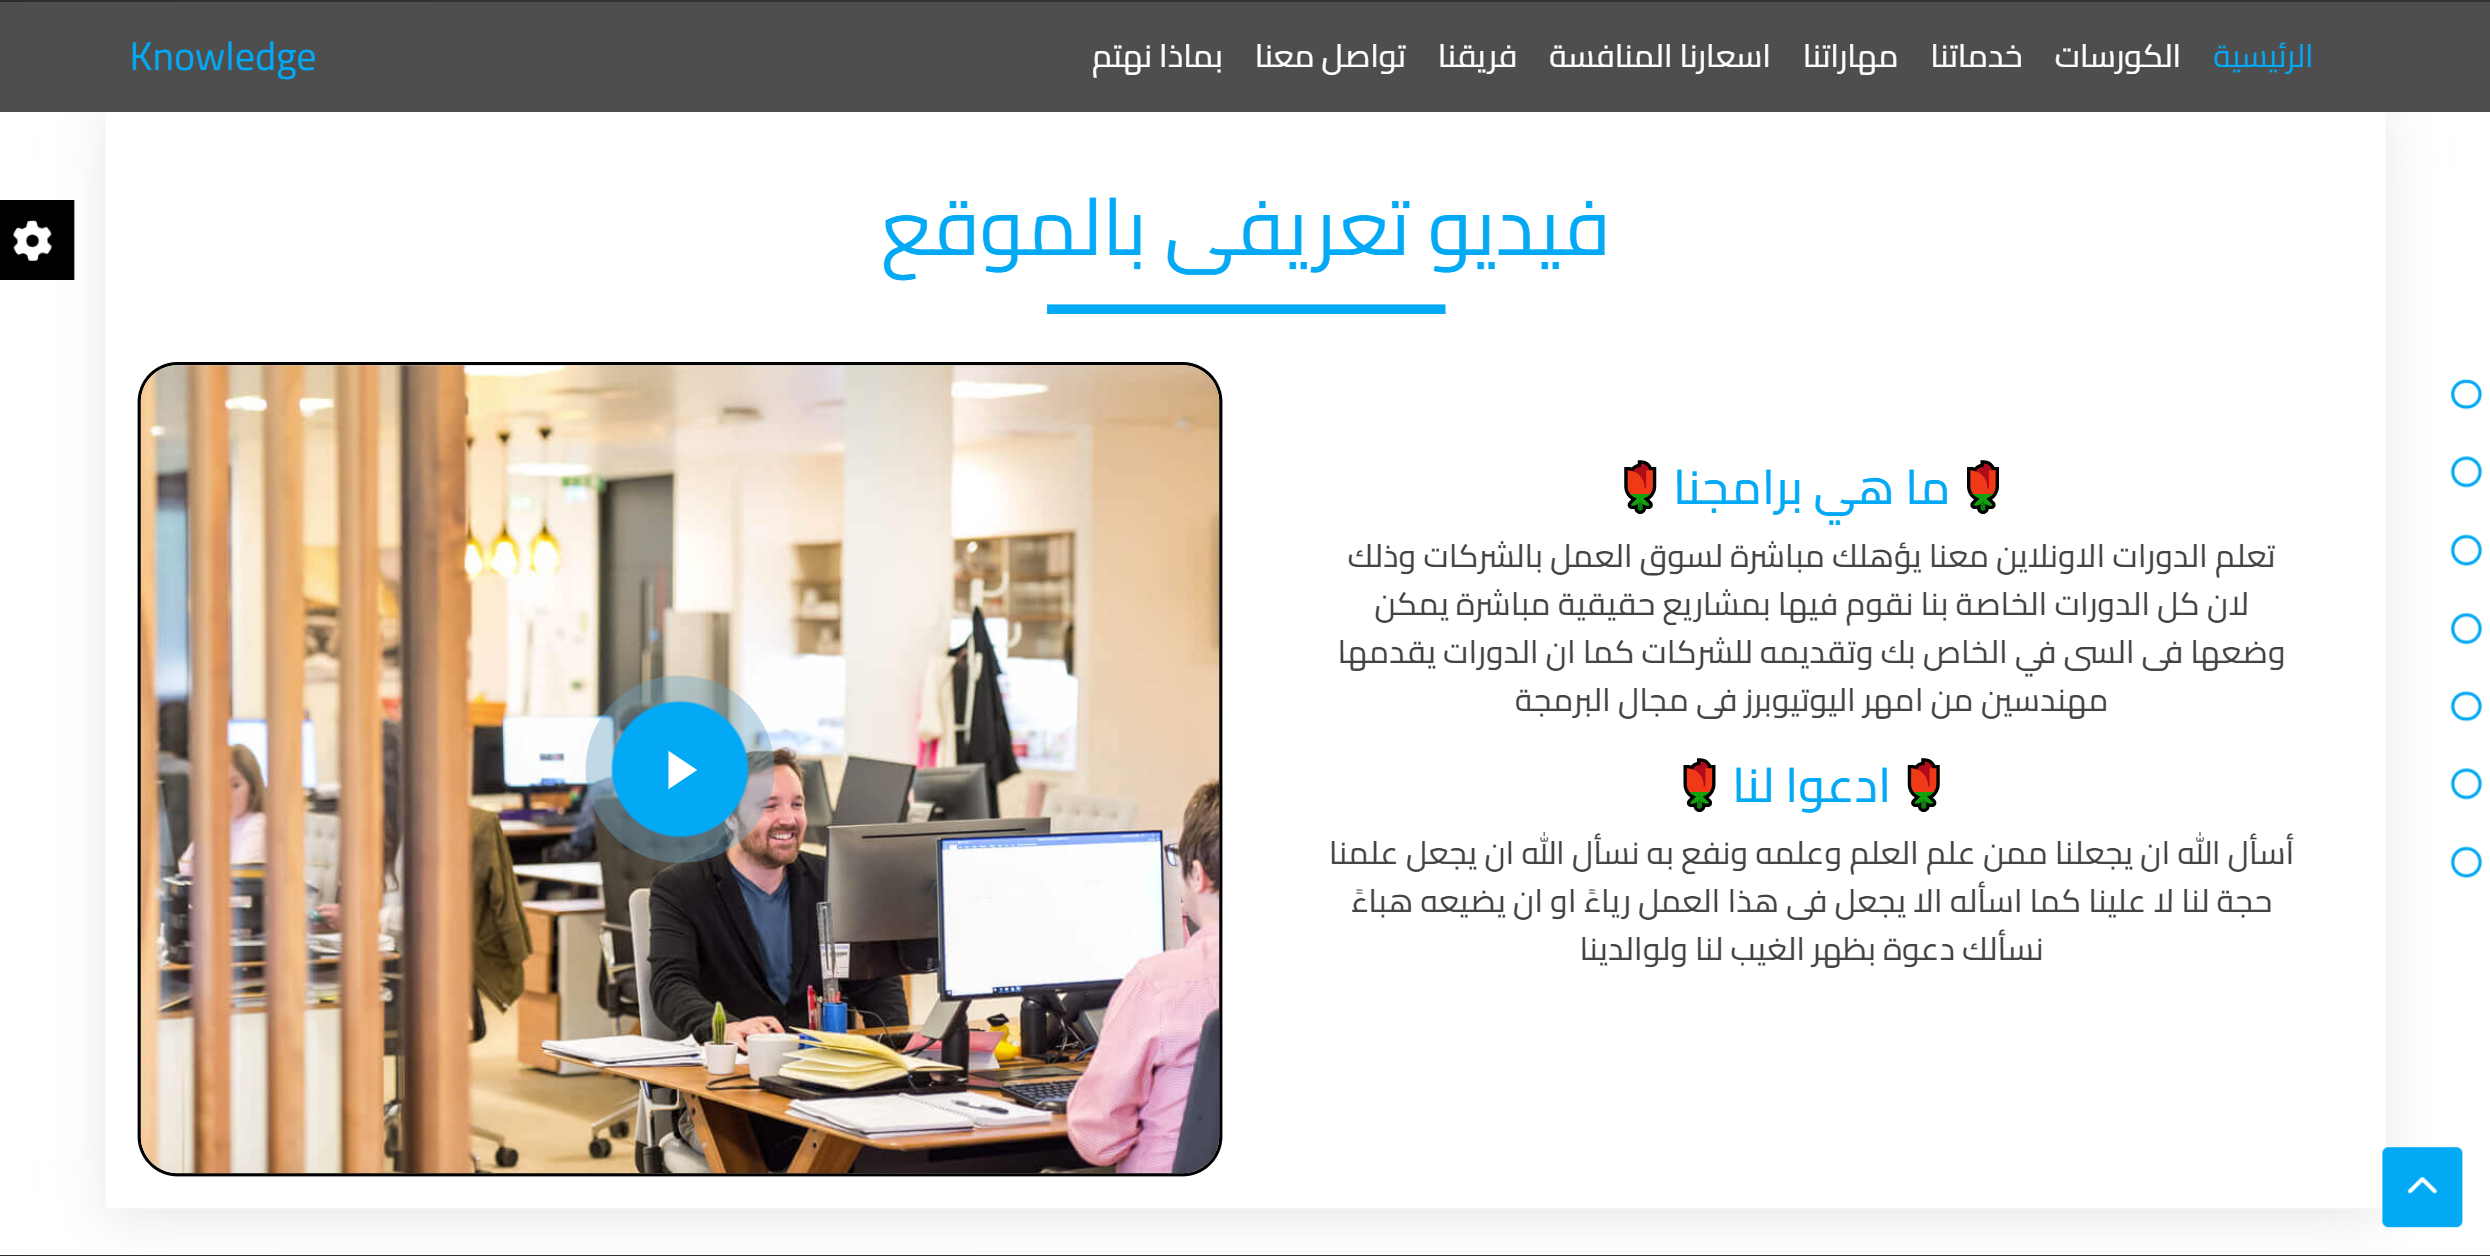 Knowledge
الرئيسية
الكورسات
خدماتنا
مهاراتنا
اسعارنا المنافسة
فريقنا
تواصل معنا
بماذا نهتم
فيديو تعريفى بالموقع
🌹 ما هي برامجنا 🌹
تعلم الدورات الاونلاين معنا يؤهلك مباشرة لسوق العمل بالشركات وذلك
لان كل الدورات الخاصة بنا نقوم فيها بمشاريع حقيقية مباشرة يمكن
وضعها فى السى في الخاص بك وتقديمه للشركات كما ان الدورات يقدمها
مهندسين من امهر اليوتيوبرز فى مجال البرمجة
🌹 ادعوا لنا 🌹
أسأل الله ان يجعلنا ممن علم العلم وعلمه ونفع به نسأل الله ان يجعل علمنا
حجة لنا لا علينا كما اسأله الا يجعل فى هذا العمل رياءً او ان يضيعه هباءً
نسألك دعوة بظهر الغيب لنا ولوالدينا